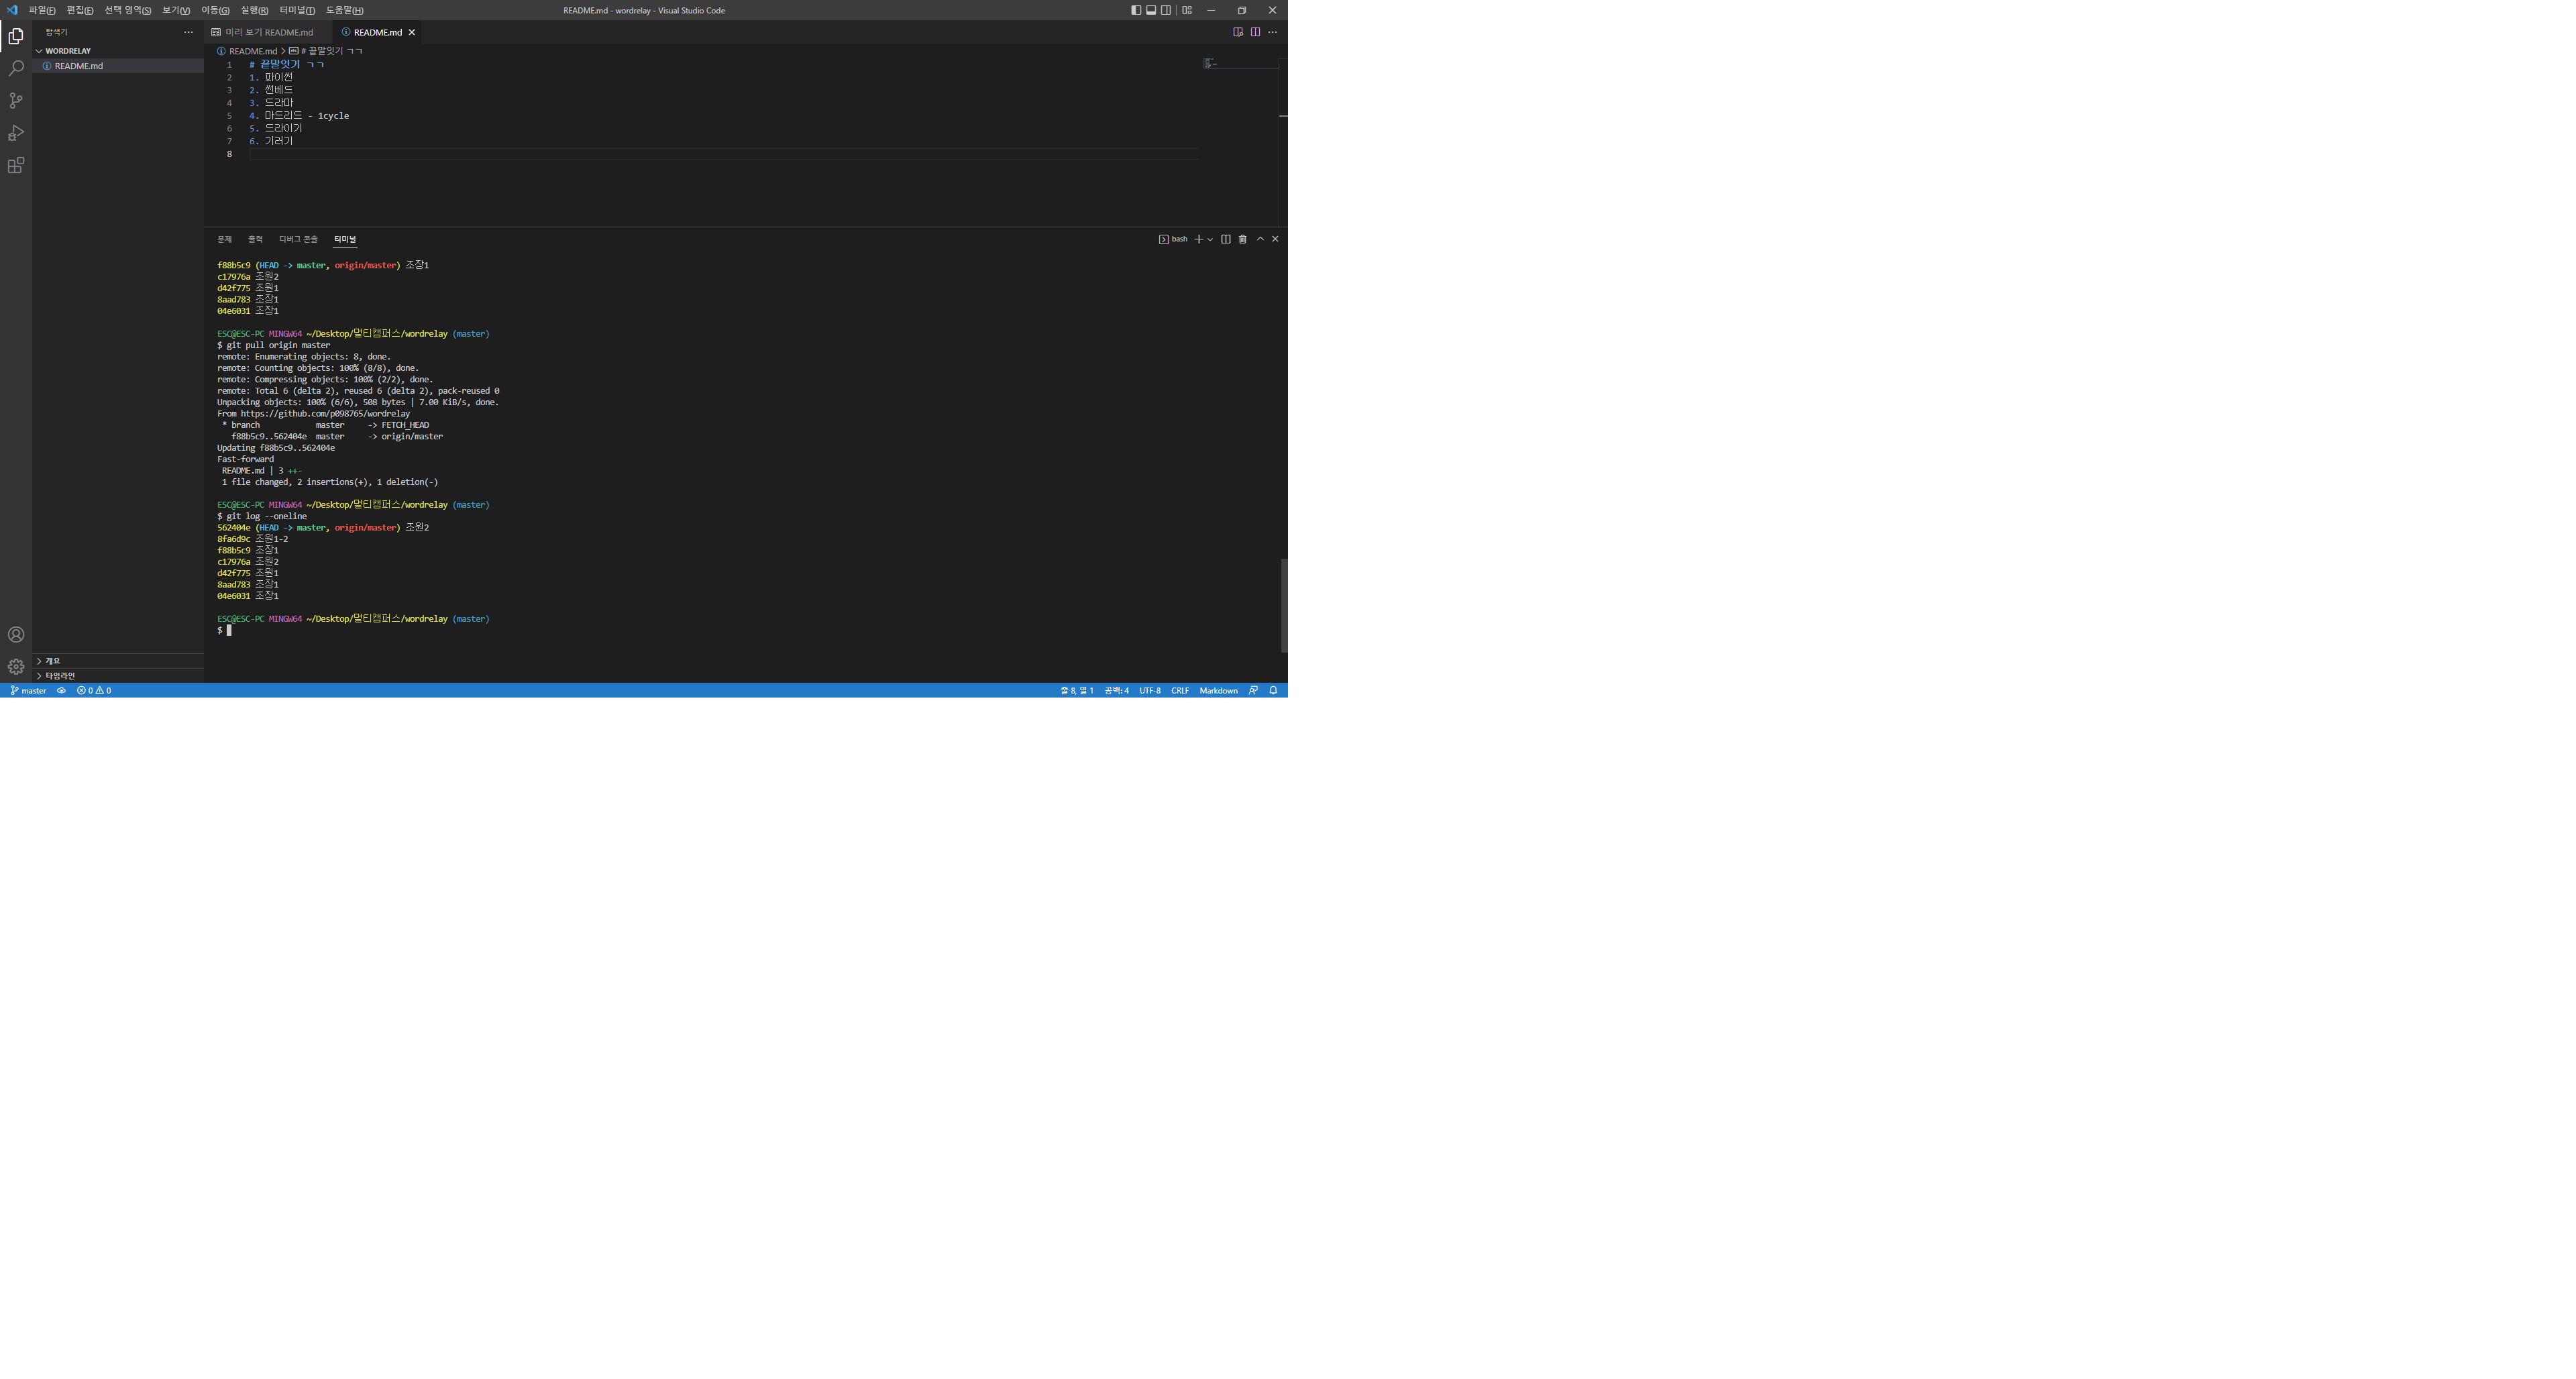 파일(F) 편집(E) 선택 영역(S) 보기(V) 이동(G) 실행(R) 터미널(T) 도움말(H) README.md - wordrelay - Visual Studio Code
탐색기 미리 보기 README.md README.md
WORDRELAY README.md > # 끝말잇기 ㄱㄱ
README.md
1 # 끝말잇기 ㄱㄱ
2 1. 파이썬
3 2. 썬베드
4 3. 드라마
5 4. 마드리드 - 1cycle
6 5. 드라이기
7 6. 기러기
8
문제 출력 디버그 콘솔 터미널 bash
f88b5c9 (HEAD -> master, origin/master) 조장1
c17976a 조원2
d42f775 조원1
8aad783 조장1
04e6031 조장1
ESC@ESC-PC MINGW64 ~/Desktop/멀티캠퍼스/wordrelay (master)
$ git pull origin master
remote: Enumerating objects: 8, done.
remote: Counting objects: 100% (8/8), done.
remote: Compressing objects: 100% (2/2), done.
remote: Total 6 (delta 2), reused 6 (delta 2), pack-reused 0
Unpacking objects: 100% (6/6), 508 bytes | 7.00 KiB/s, done.
From https://github.com/p098765/wordrelay
* branch master -> FETCH_HEAD
f88b5c9..562404e master -> origin/master
Updating f88b5c9..562404e
Fast-forward
README.md | 3 ++-
1 file changed, 2 insertions(+), 1 deletion(-)
ESC@ESC-PC MINGW64 ~/Desktop/멀티캠퍼스/wordrelay (master)
$ git log --oneline
562404e (HEAD -> master, origin/master) 조원2
8fa6d9c 조원1-2
f88b5c9 조장1
c17976a 조원2
d42f775 조원1
8aad783 조장1
04e6031 조장1
ESC@ESC-PC MINGW64 ~/Desktop/멀티캠퍼스/wordrelay (master)
$
개요
타임라인
master 0 0 줄 8, 열 1 공백: 4 UTF-8 CRLF Markdown